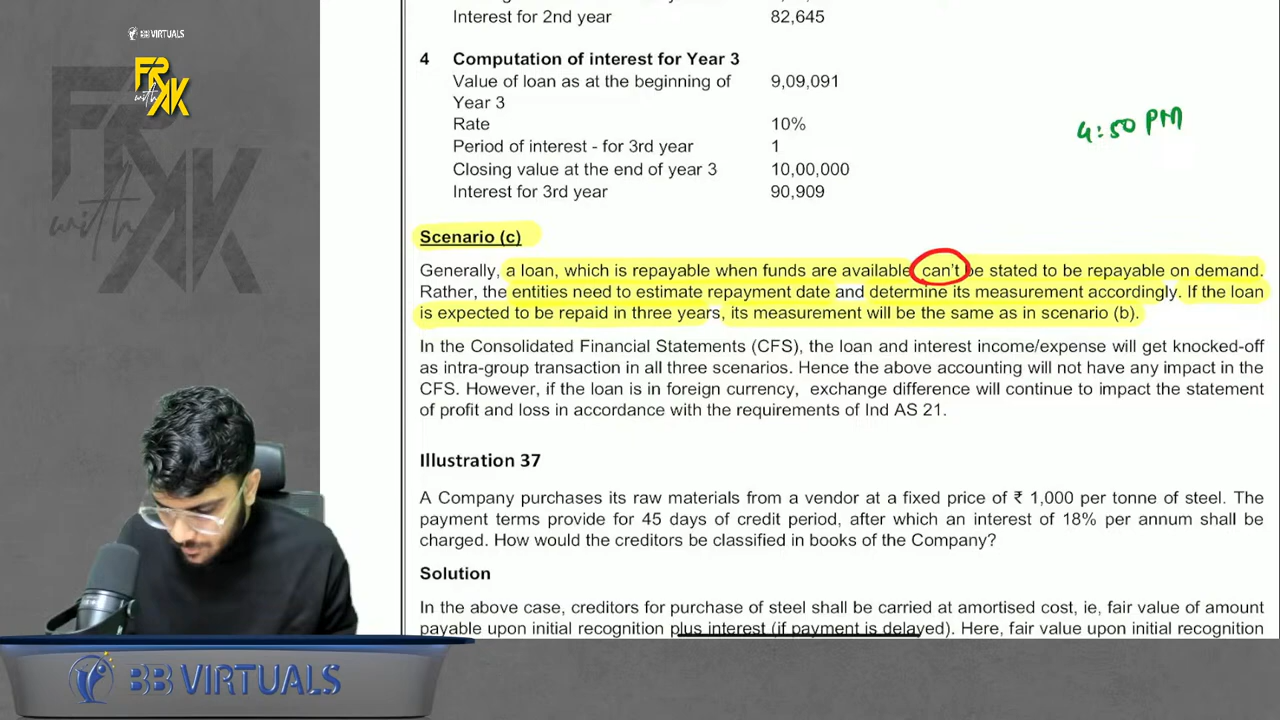 BB VIRTUALS
FR
with
AK
FR
with
AK
Interest for 2nd year 82,645
4 Computation of interest for Year 3
Value of loan as at the beginning of 9,09,091
Year 3
Rate 10%
Period of interest - for 3rd year 1
Closing value at the end of year 3 10,00,000
Interest for 3rd year 90,909
4:50 PM
Scenario (c)
Generally, a loan, which is repayable when funds are available can't be stated to be repayable on demand.
Rather, the entities need to estimate repayment date and determine its measurement accordingly. If the loan
is expected to be repaid in three years, its measurement will be the same as in scenario (b).
In the Consolidated Financial Statements (CFS), the loan and interest income/expense will get knocked-off
as intra-group transaction in all three scenarios. Hence the above accounting will not have any impact in the
CFS. However, if the loan is in foreign currency, exchange difference will continue to impact the statement
of profit and loss in accordance with the requirements of Ind AS 21.
Illustration 37
A Company purchases its raw materials from a vendor at a fixed price of ₹ 1,000 per tonne of steel. The
payment terms provide for 45 days of credit period, after which an interest of 18% per annum shall be
charged. How would the creditors be classified in books of the Company?
Solution
In the above case, creditors for purchase of steel shall be carried at amortised cost, ie, fair value of amount
payable upon initial recognition plus interest (if payment is delayed). Here, fair value upon initial recognition
BB VIRTUALS